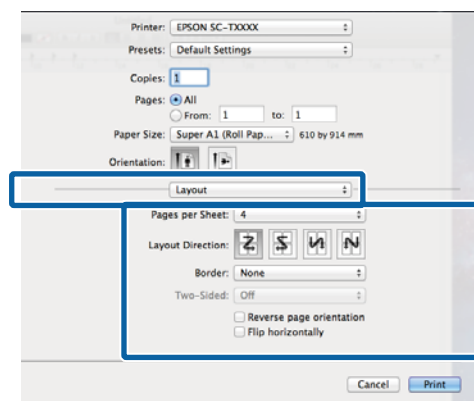 Printer: EPSON SC-TXXXX
Presets: Default Settings
Copies: 1
Pages: All
From: 1 to: 1
Paper Size: Super A1 (Roll Pap... 610 by 914 mm
Orientation:
Layout
Pages per Sheet: 4
Layout Direction:
Border: None
Two-Sided: Off
Reverse page orientation
Flip horizontally
Cancel Print